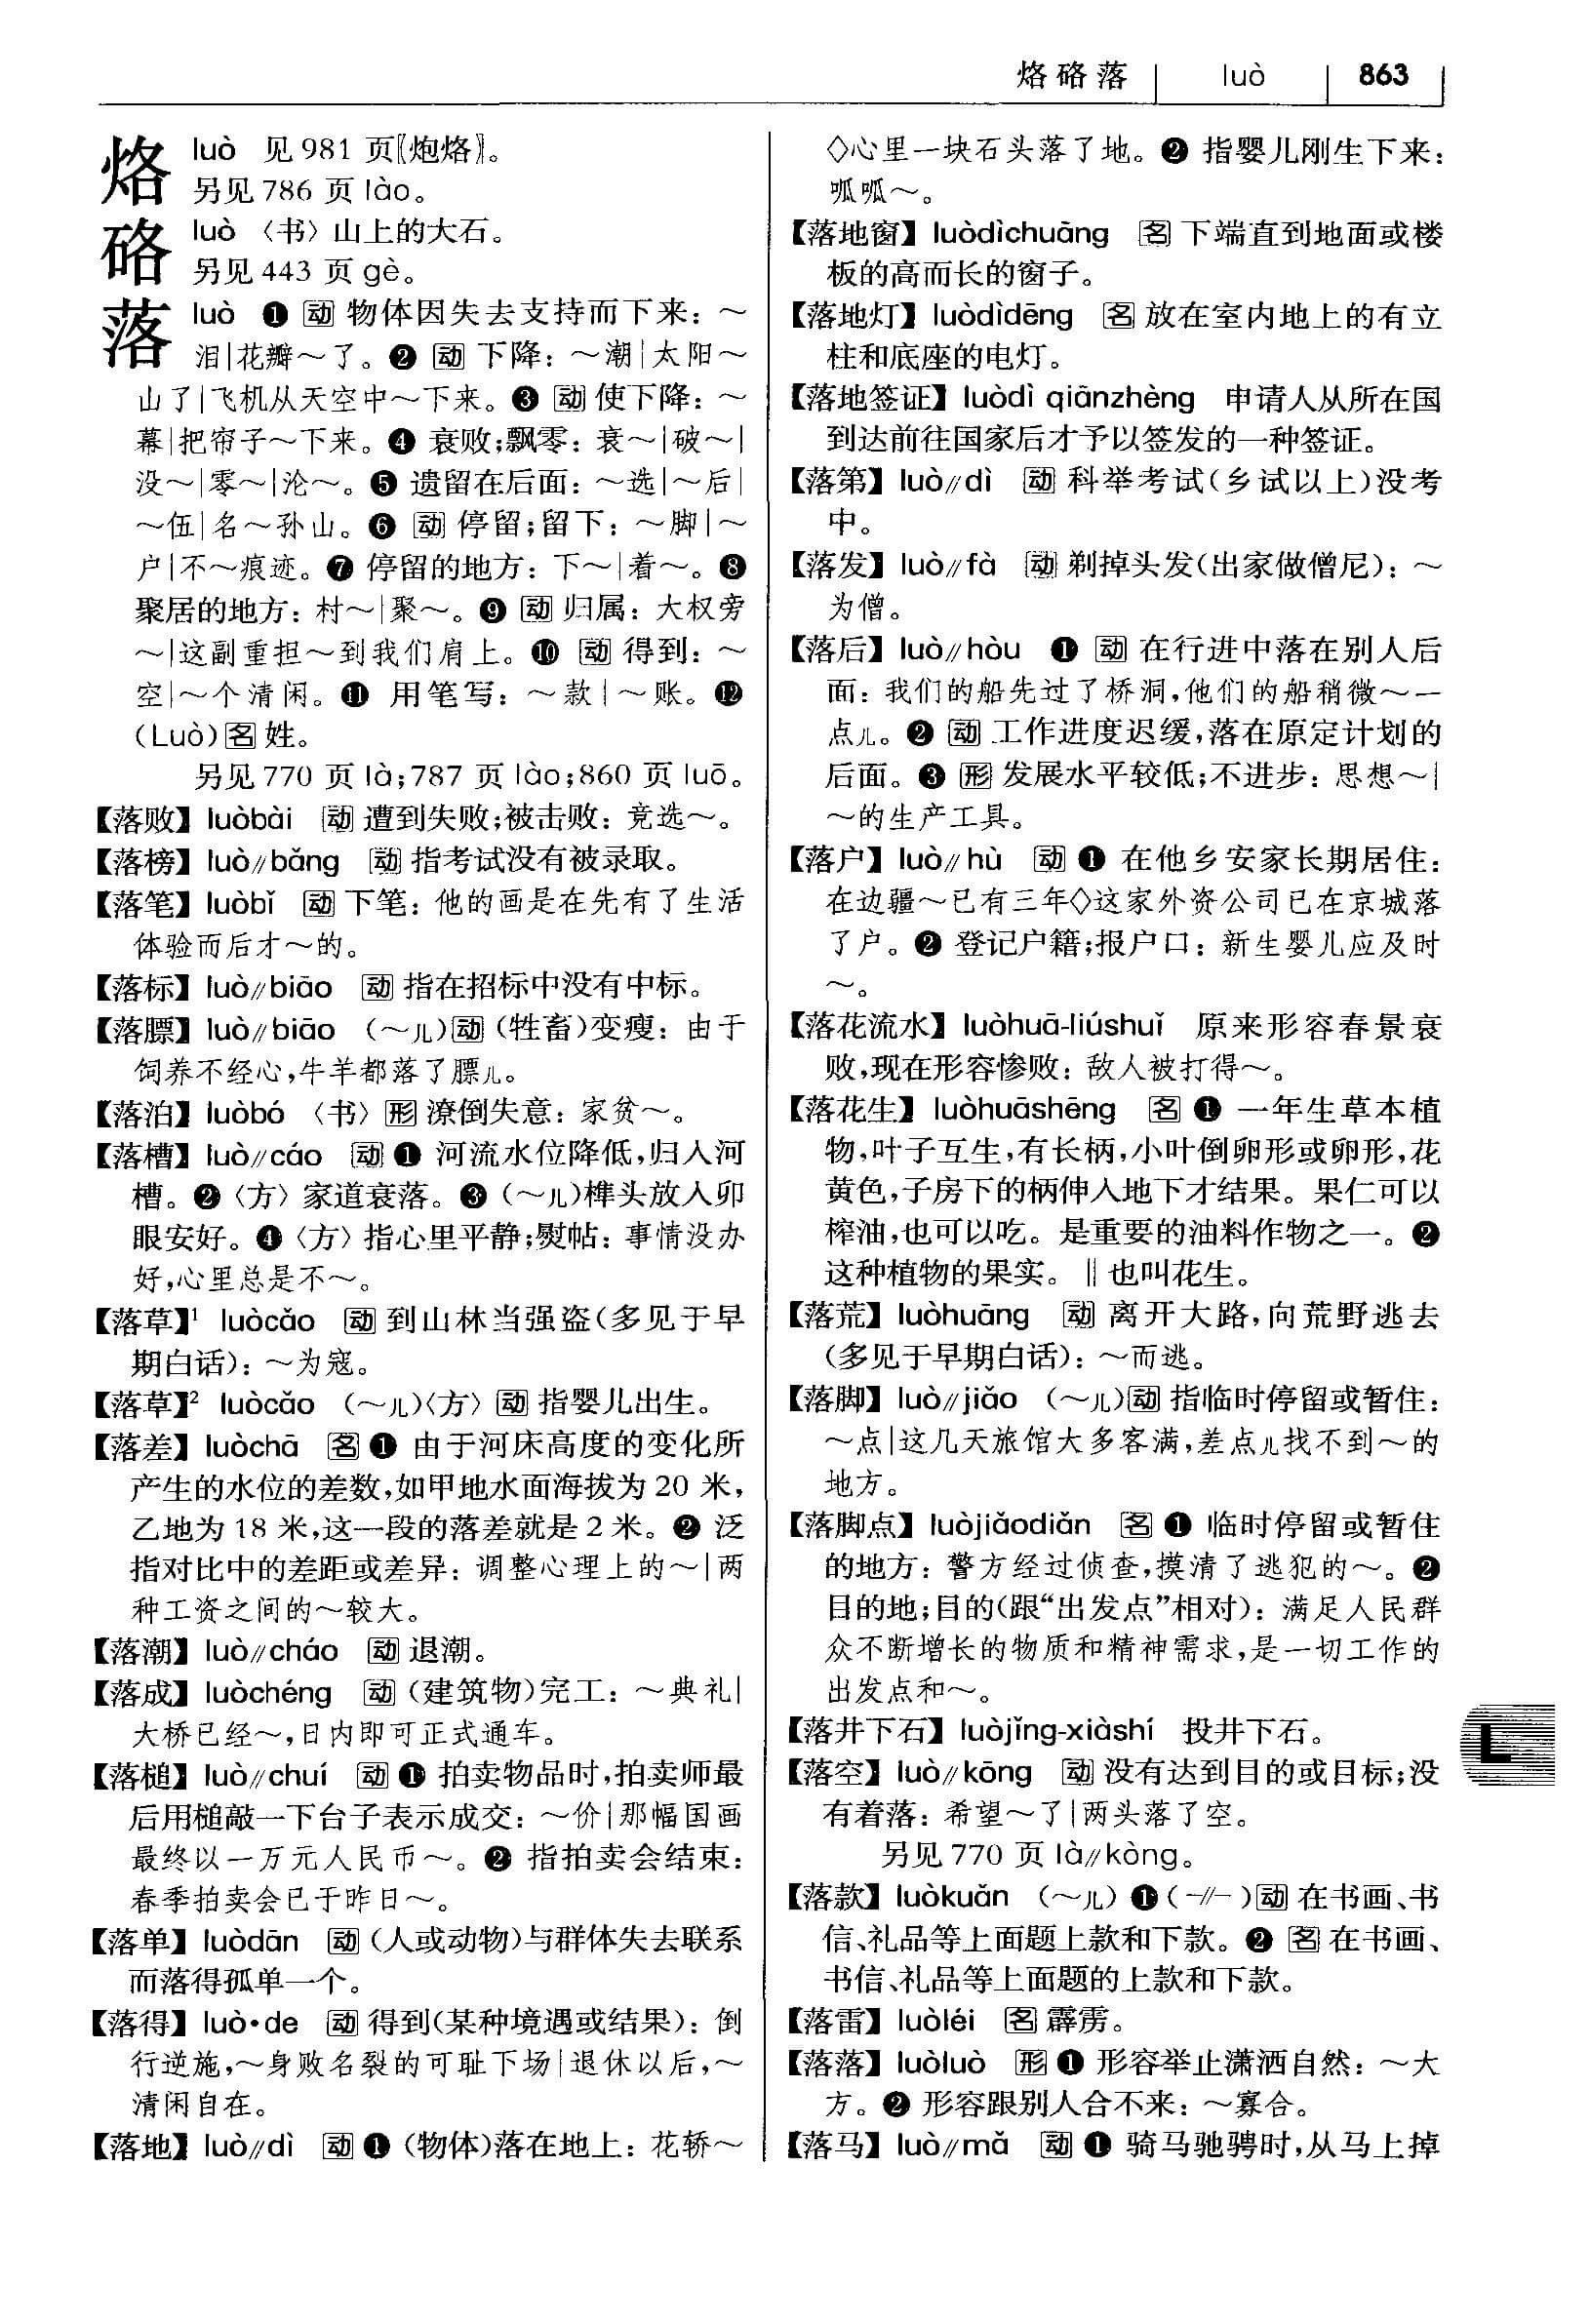 烙硌落 luò 863
烙 luò 见981页〖炮烙〗。
另见786页 lào。
硌 luò 〈书〉山上的大石。
另见443页 gè。
落 luò ❶ 动 物体因失去支持而下来：～
泪|花瓣～了。❷ 动 下降：～潮|太阳～
山了|飞机从天空中～下来。❸ 动 使下降：～
幕|把帘子～下来。❹ 衰败;飘零：衰～|破～|
没～|零～|沦～。❺ 遗留在后面：～选|～后|
～伍|名～孙山。❻ 动 停留;留下：～脚|～
户|不～痕迹。❼ 停留的地方：下～|着～。❽
聚居的地方：村～|聚～。❾ 动 归属：大权旁
～|这副重担～到我们肩上。❿ 动 得到：～
空|～个清闲。⓫ 用笔写：～款|～账。⓬
(Luò) 名 姓。
另见770页 là;787页 lào;860页 luō。
【落败】 luòbài 动 遭到失败;被击败：竞选～。
【落榜】 luò//bǎng 动 指考试没有被录取。
【落笔】 luòbǐ 动 下笔：他的画是在先有了生活
体验而后才～的。
【落标】 luò//biāo 动 指在招标中没有中标。
【落膘】 luò//biāo （～儿）动（牲畜）变瘦：由于
饲养不经心,牛羊都落了膘儿。
【落泊】 luòbó 〈书〉形 潦倒失意：家贫～。
【落槽】 luò//cáo 动 ❶ 河流水位降低,归入河
槽。❷〈方〉家道衰落。❸（～儿）榫头放入卯
眼安好。❹〈方〉指心里平静;熨帖：事情没办
好,心里总是不～。
【落草】¹ luòcǎo 动 到山林当强盗（多见于早
期白话）：～为寇。
【落草】² luòcǎo （～儿）〈方〉动 指婴儿出生。
【落差】 luòchā 名 ❶ 由于河床高度的变化所
产生的水位的差数,如甲地水面海拔为20米,
乙地为18米,这一段的落差就是2米。❷ 泛
指对比中的差距或差异：调整心理上的～|两
种工资之间的～较大。
【落潮】 luò//cháo 动 退潮。
【落成】 luòchéng 动（建筑物）完工：～典礼|
大桥已经～,日内即可正式通车。
【落槌】 luò//chuí 动 ❶ 拍卖物品时,拍卖师最
后用槌敲一下台子表示成交：～价|那幅国画
最终以一万元人民币～。❷ 指拍卖会结束：
春季拍卖会已于昨日～。
【落单】 luòdān 动（人或动物）与群体失去联系
而落得孤单一个。
【落得】 luò•de 动 得到（某种境遇或结果）：倒
行逆施,～身败名裂的可耻下场|退休以后,～
清闲自在。
【落地】 luò//dì 动 ❶（物体）落在地上：花轿～
◇心里一块石头落了地。❷ 指婴儿刚生下来：
呱呱～。
【落地窗】 luòdìchuāng 名 下端直到地面或楼
板的高而长的窗子。
【落地灯】 luòdìdēng 名 放在室内地上的有立
柱和底座的电灯。
【落地签证】 luòdì qiānzhèng 申请人从所在国
到达前往国家后才予以签发的一种签证。
【落第】 luò//dì 动 科举考试（乡试以上）没考
中。
【落发】 luò//fà 动 剃掉头发（出家做僧尼）：～
为僧。
【落后】 luò//hòu ❶ 动 在行进中落在别人后
面：我们的船先过了桥洞,他们的船稍微～一
点儿。❷ 动 工作进度迟缓,落在原定计划的
后面。❸ 形 发展水平较低;不进步：思想～|
～的生产工具。
【落户】 luò//hù 动 ❶ 在他乡安家长期居住：
在边疆～已有三年◇这家外资公司已在京城落
了户。❷ 登记户籍;报户口：新生婴儿应及时
～。
【落花流水】 luòhuā-liúshuǐ 原来形容春景衰
败,现在形容惨败：敌人被打得～。
【落花生】 luòhuāshēng 名 ❶ 一年生草本植
物,叶子互生,有长柄,小叶倒卵形或卵形,花
黄色,子房下的柄伸入地下才结果。果仁可以
榨油,也可以吃。是重要的油料作物之一。❷
这种植物的果实。‖也叫花生。
【落荒】 luòhuāng 动 离开大路,向荒野逃去
（多见于早期白话）：～而逃。
【落脚】 luò//jiǎo （～儿）动 指临时停留或暂住：
～点|这几天旅馆大多客满,差点儿找不到～的
地方。
【落脚点】 luòjiǎodiǎn 名 ❶ 临时停留或暂住
的地方：警方经过侦查,摸清了逃犯的～。❷
目的地;目的（跟“出发点”相对）：满足人民群
众不断增长的物质和精神需求,是一切工作的
出发点和～。
【落井下石】 luòjǐng-xiàshí 投井下石。
【落空】 luò//kōng 动 没有达到目的或目标;没
有着落：希望～了|两头落了空。
另见770页 là//kòng。
【落款】 luòkuǎn （～儿）❶（-//-）动 在书画、书
信、礼品等上面题上款和下款。❷ 名 在书画、
书信、礼品等上面题的上款和下款。
【落雷】 luòléi 名 霹雳。
【落落】 luòluò 形 ❶ 形容举止潇洒自然：～大
方。❷ 形容跟别人合不来：～寡合。
【落马】 luò//mǎ 动 ❶ 骑马驰骋时,从马上掉
L